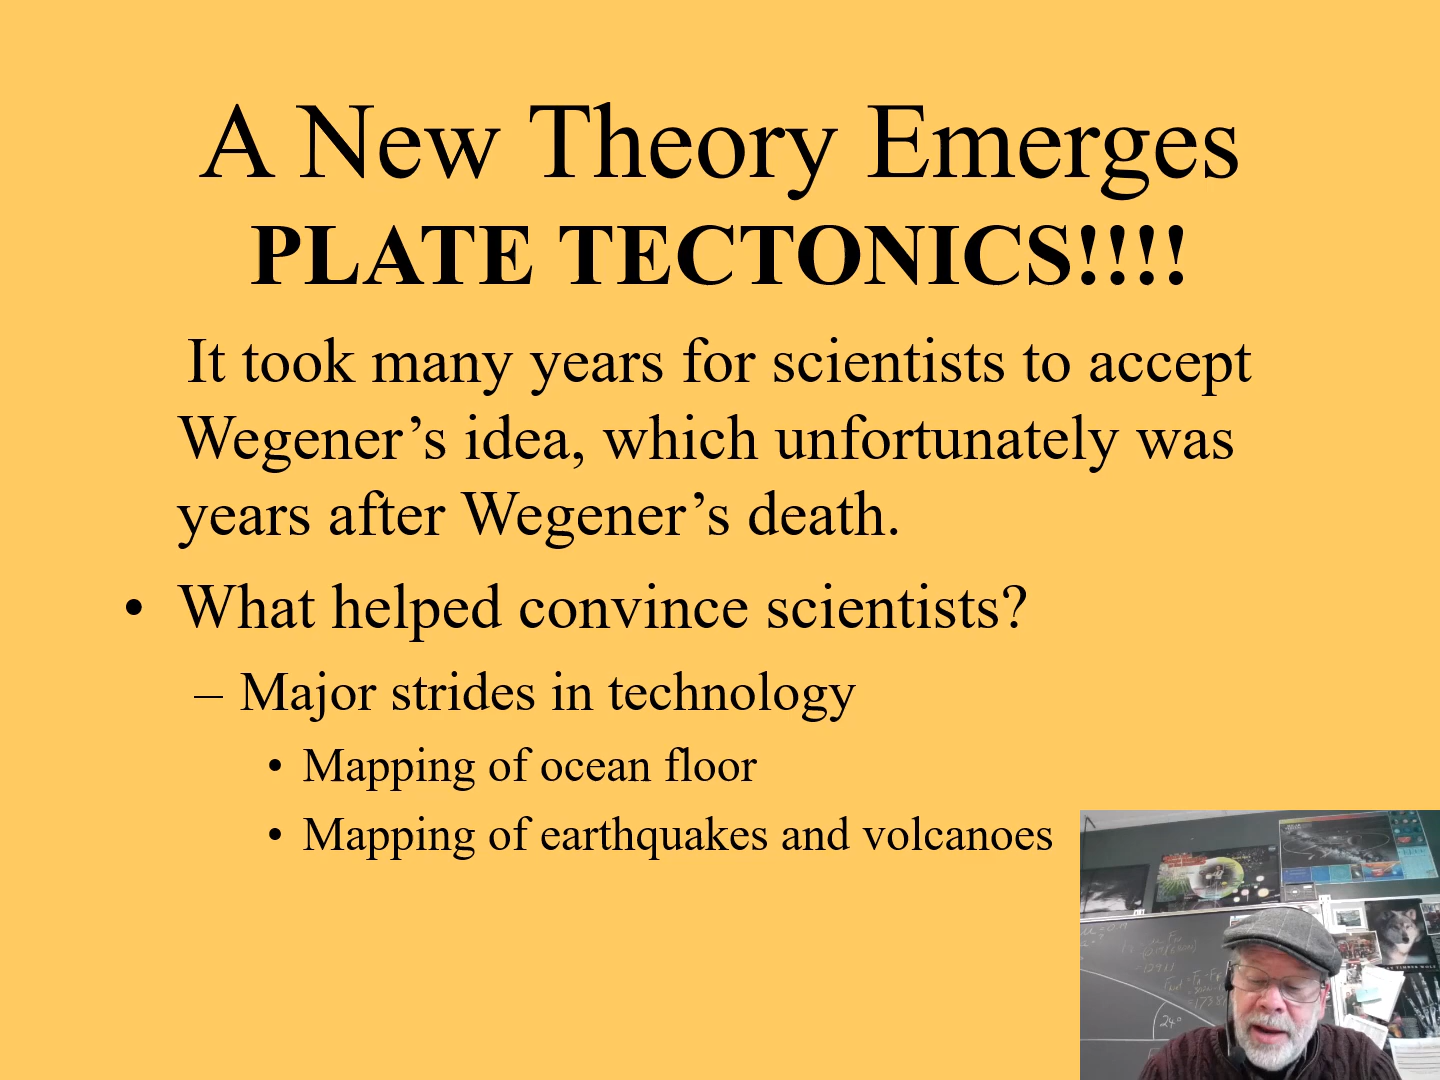 A New Theory Emerges
PLATE TECTONICS!!!!
It took many years for scientists to accept
Wegener’s idea, which unfortunately was
years after Wegener’s death.
• What helped convince scientists?
– Major strides in technology
• Mapping of ocean floor
• Mapping of earthquakes and volcanoes
24°